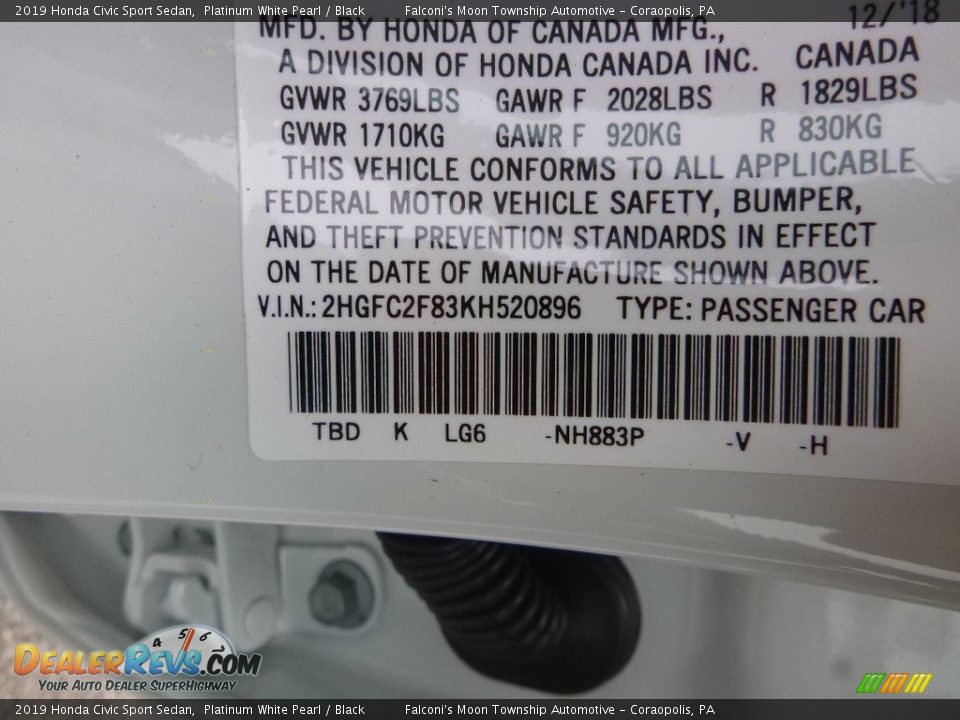 2019 Honda Civic Sport Sedan, Platinum White Pearl / Black Falconi's Moon Township Automotive - Coraopolis, PA
12/'18
MFD. BY HONDA OF CANADA MFG.,
A DIVISION OF HONDA CANADA INC. CANADA
GVWR 3769LBS GAWR F 2028LBS R 1829LBS
GVWR 1710KG GAWR F 920KG R 830KG
THIS VEHICLE CONFORMS TO ALL APPLICABLE
FEDERAL MOTOR VEHICLE SAFETY, BUMPER,
AND THEFT PREVENTION STANDARDS IN EFFECT
ON THE DATE OF MANUFACTURE SHOWN ABOVE.
V.I.N.: 2HGFC2F83KH520896 TYPE: PASSENGER CAR
TBD K LG6 -NH883P -V -H
4 5 6 7
DEALERREVS.COM
YOUR AUTO DEALER SUPERHIGHWAY
2019 Honda Civic Sport Sedan, Platinum White Pearl / Black Falconi's Moon Township Automotive - Coraopolis, PA